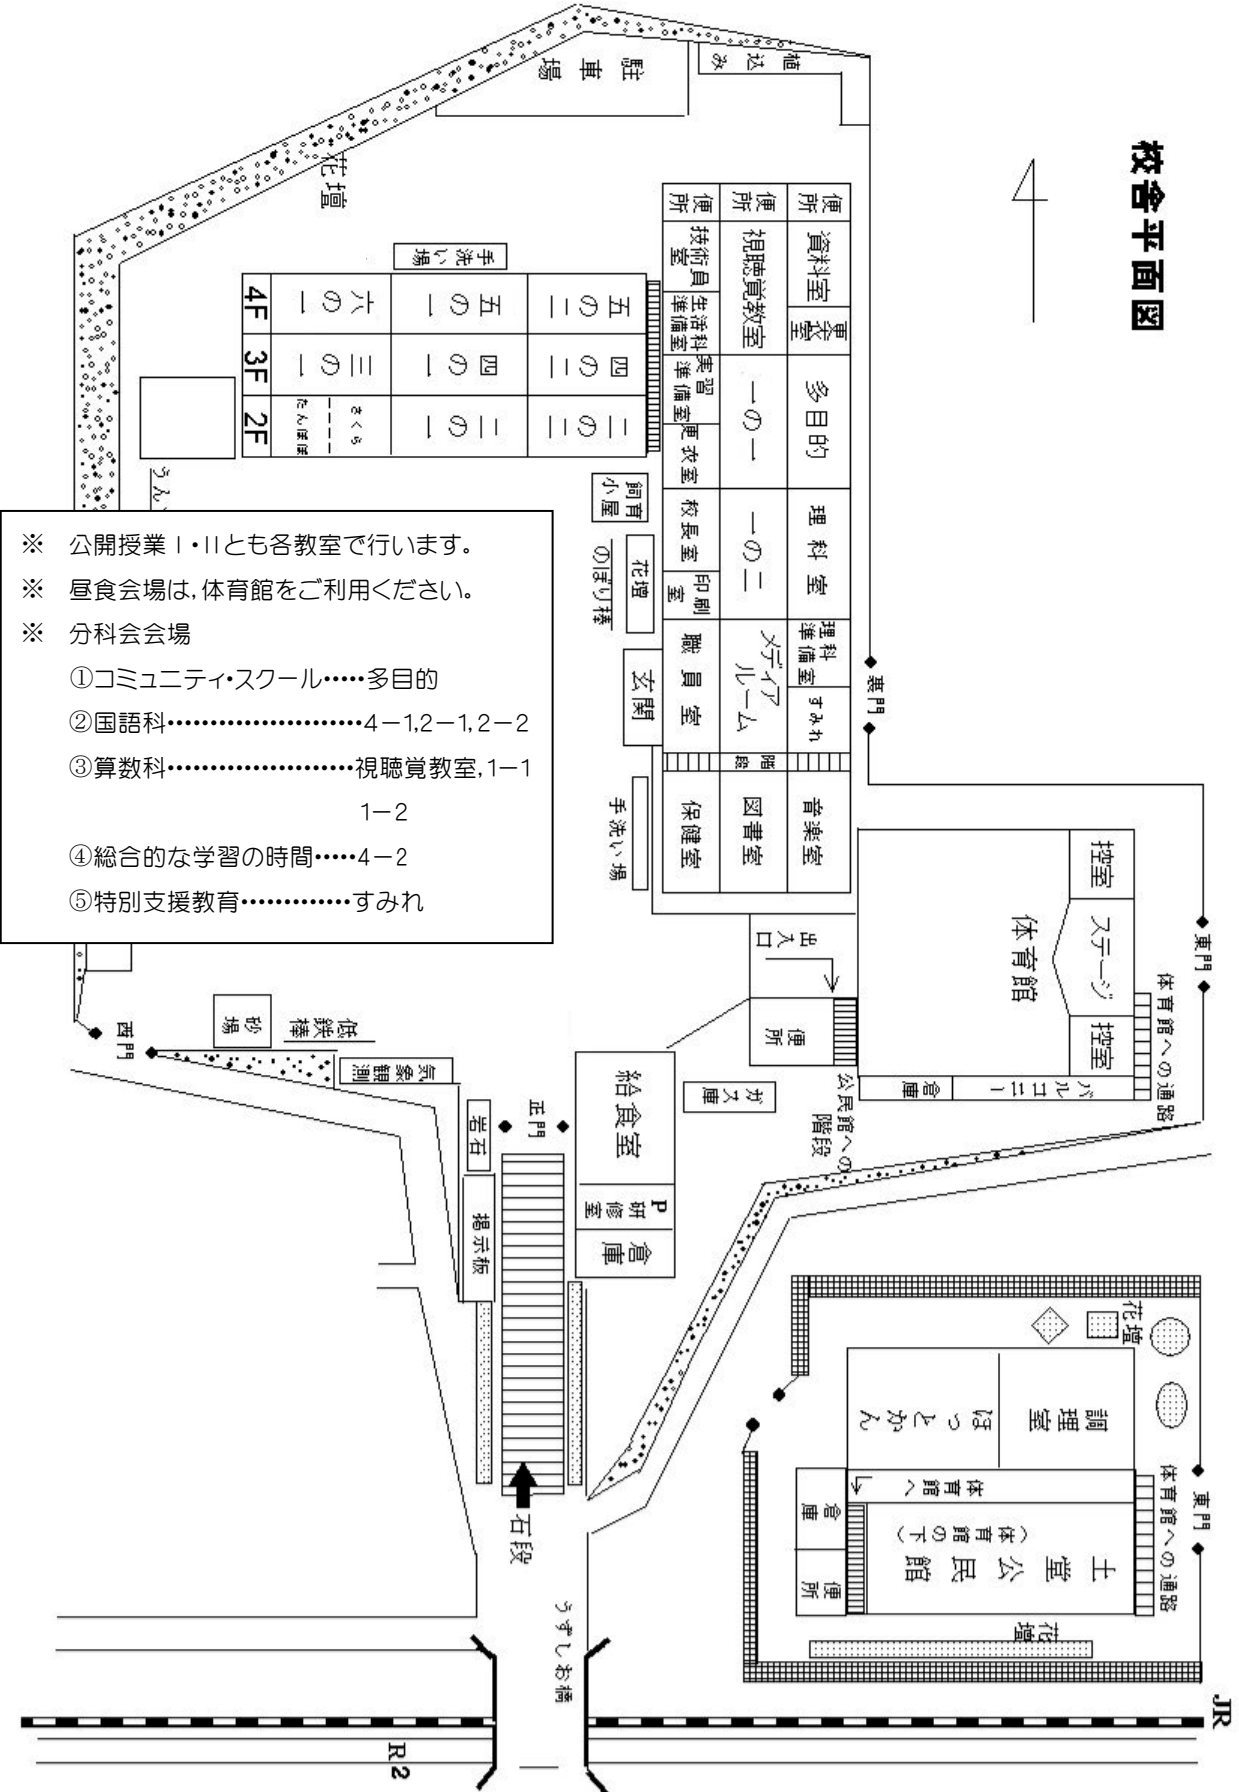 校舎平面図
植込み
駐車場
花壇
便所
便所
便所
資料室
更衣室
多目的
理科室
理科準備室
すみれ
音楽室
視聴覚教室
一の一
一の二
メディアルーム
階段
図書室
技術員室
生活科準備室
実習準備室
更衣室
校長室
印刷室
職員室
保健室
手洗い場
4F
六の一
五の一
五の二
3F
三の一
四の一
四の二
2F
さくら
たんぽぽ
二の一
二の二
飼育小屋
花壇
のぼり棒
玄関
手洗い場
裏門
うん
※ 公開授業Ⅰ・Ⅱとも各教室で行います。
※ 昼食会場は,体育館をご利用ください。
※ 分科会会場
①コミュニティ・スクール・・・・・多目的
②国語科・・・・・・・・・・・・・・・・・・・・・・4－1,2－1,2－2
③算数科・・・・・・・・・・・・・・・・・・・・・視聴覚教室,1－1
1－2
④総合的な学習の時間・・・・・4－2
⑤特別支援教育・・・・・・・・・・・・・すみれ
控室
ステージ
控室
体育館
東門
体育館への通路
バルコニー
倉庫
出入口
便所
公民館への階段
ガス庫
給食室
P
研修室
倉庫
西門
砂場
低鉄棒
気象観測
岩石
正門
掲示板
石段
うずしお橋
花壇
調理室
ほっとかん
体育館へ
倉庫
便所
土堂公民館
(体育館の下)
東門
体育館への通路
花壇
JR
R2